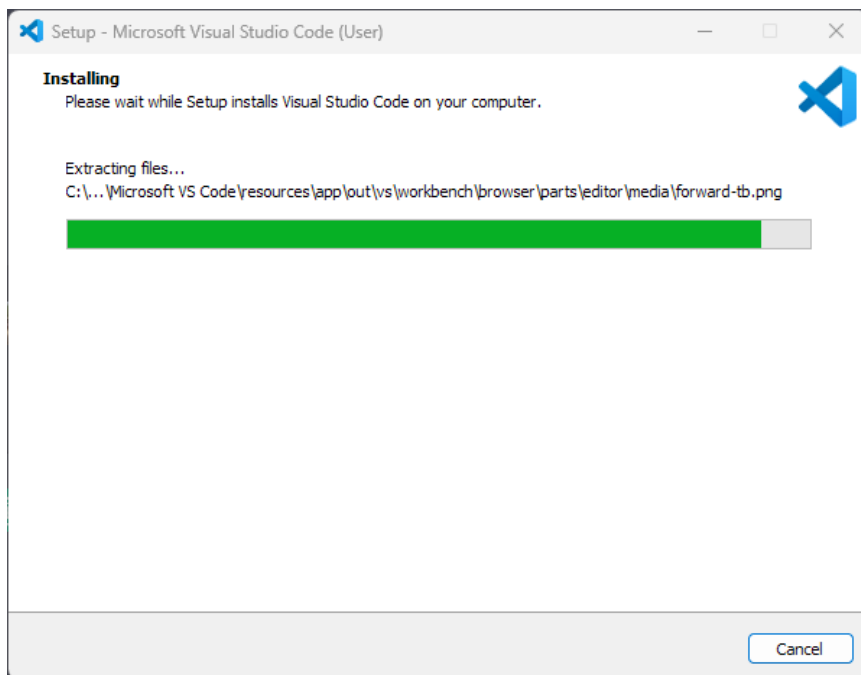 Setup - Microsoft Visual Studio Code (User)
Installing
Please wait while Setup installs Visual Studio Code on your computer.
Extracting files...
C:\...\Microsoft VS Code\resources\app\out\vs\workbench\browser\parts\editor\media\forward-tb.png
Cancel